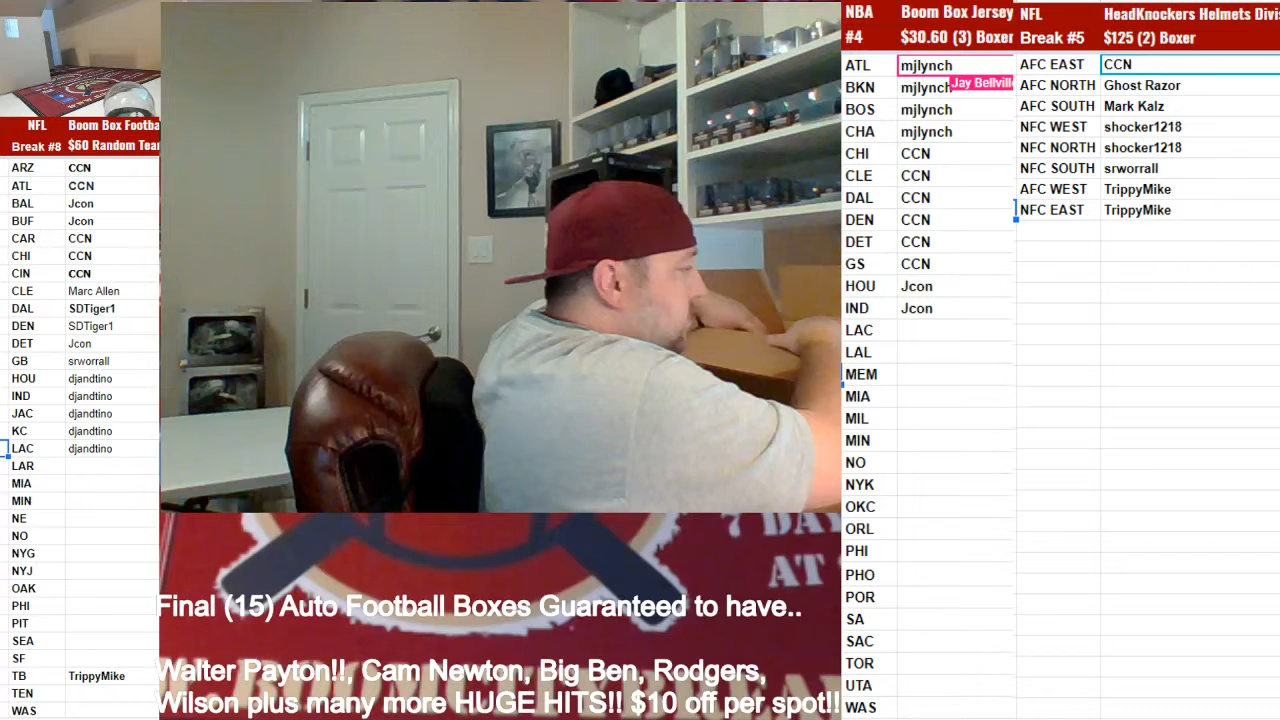 NFL Boom Box Footba
Break #8 $60 Random Tear
ARZ CCN
ATL CCN
BAL Jcon
BUF Jcon
CAR CCN
CHI CCN
CIN CCN
CLE Marc Allen
DAL SDTiger1
DEN SDTiger1
DET Jcon
GB srworrall
HOU djandtino
IND djandtino
JAC djandtino
KC djandtino
LAC djandtino
LAR
MIA
MIN
NE
NO
NYG
NYJ
OAK
PHI
PIT
SEA
SF
TB TrippyMike
TEN
WAS
7 DAY
AT
Final (15) Auto Football Boxes Guaranteed to have..
Walter Payton!!, Cam Newton, Big Ben, Rodgers,
Wilson plus many more HUGE HITS!! $10 off per spot!!
NBA Boom Box Jersey
#4 $30.60 (3) Boxer
ATL mjlynch
Jay Bellvill
BKN mjlynch
BOS mjlynch
CHA mjlynch
CHI CCN
CLE CCN
DAL CCN
DEN CCN
DET CCN
GS CCN
HOU Jcon
IND Jcon
LAC
LAL
MEM
MIA
MIL
MIN
NO
NYK
OKC
ORL
PHI
PHO
POR
SA
SAC
TOR
UTA
WAS
NFL HeadKnockers Helmets Divis
Break #5 $125 (2) Boxer
AFC EAST CCN
AFC NORTH Ghost Razor
AFC SOUTH Mark Kalz
NFC WEST shocker1218
NFC NORTH shocker1218
NFC SOUTH srworrall
AFC WEST TrippyMike
NFC EAST TrippyMike